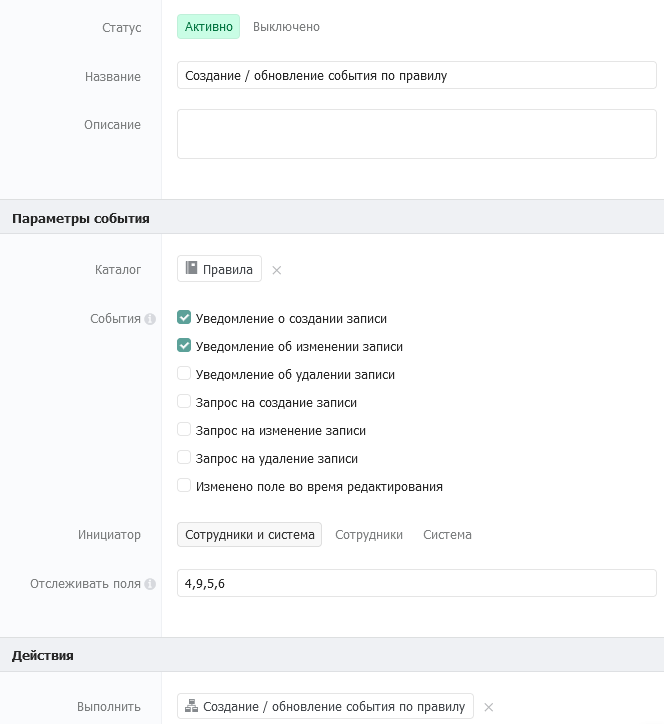 Статус Активно Выключено
Название Создание / обновление события по правилу
Описание
Параметры события
Каталог Правила
События Уведомление о создании записи
Уведомление об изменении записи
Уведомление об удалении записи
Запрос на создание записи
Запрос на изменение записи
Запрос на удаление записи
Изменено поле во время редактирования
Инициатор Сотрудники и система Сотрудники Система
Отслеживать поля 4,9,5,6
Действия
Выполнить Создание / обновление события по правилу